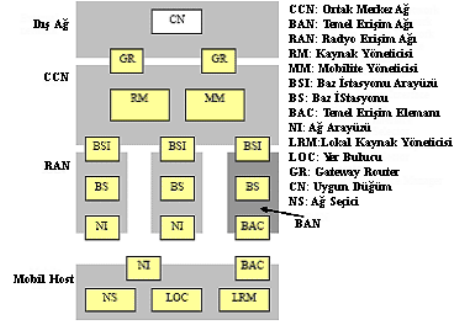 Dış Ağ
CN
GR
GR
CCN
RM
MM
BSI
BSI
BSI
RAN
BS
BS
BS
NI
NI
BAC
BAN
Mobil Host
NI
BAC
NS
LOC
LRM
CCN: Ortak Merkez Ağ
BAN: Temel Erişim Ağı
RAN: Radyo Erişim Ağı
RM: Kaynak Yöneticisi
MM: Mobilite Yöneticisi
BSI: Baz İstasyonu Arayüzü
BS: Baz İStasyonu
BAC: Temel Erişim Elemanı
NI: Ağ Arayüzü
LRM:Lokal Kaynak Yöneticisi
LOC: Yer Bulucu
GR: Gateway Router
CN: Uygun Düğüm
NS: Ağ Seçici